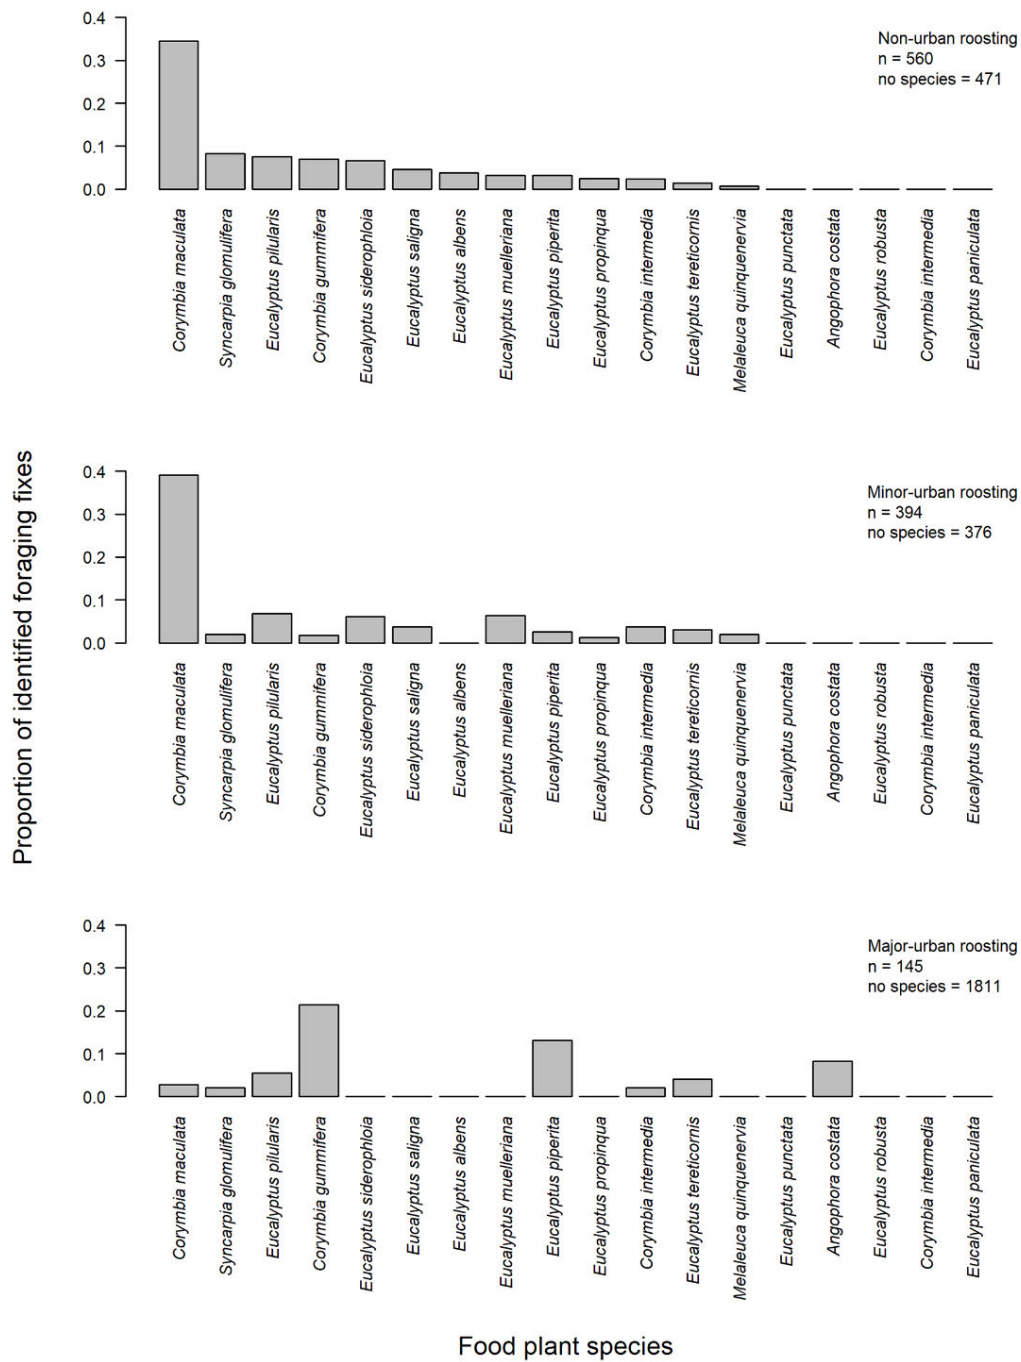 Proportion of identified foraging fixes
Non-urban roosting
n = 560
no species = 471
0.4
0.3
0.2
0.1
0.0
Corymbia maculata
Syncarpia glomulifera
Eucalyptus pilularis
Corymbia gummifera
Eucalyptus siderophloia
Eucalyptus saligna
Eucalyptus albens
Eucalyptus muelleriana
Eucalyptus piperita
Eucalyptus propinqua
Corymbia intermedia
Eucalyptus tereticornis
Melaleuca quinquenervia
Eucalyptus punctata
Angophora costata
Eucalyptus robusta
Corymbia intermedia
Eucalyptus paniculata
Minor-urban roosting
n = 394
no species = 376
0.4
0.3
0.2
0.1
0.0
Corymbia maculata
Syncarpia glomulifera
Eucalyptus pilularis
Corymbia gummifera
Eucalyptus siderophloia
Eucalyptus saligna
Eucalyptus albens
Eucalyptus muelleriana
Eucalyptus piperita
Eucalyptus propinqua
Corymbia intermedia
Eucalyptus tereticornis
Melaleuca quinquenervia
Eucalyptus punctata
Angophora costata
Eucalyptus robusta
Corymbia intermedia
Eucalyptus paniculata
Major-urban roosting
n = 145
no species = 1811
0.4
0.3
0.2
0.1
0.0
Corymbia maculata
Syncarpia glomulifera
Eucalyptus pilularis
Corymbia gummifera
Eucalyptus siderophloia
Eucalyptus saligna
Eucalyptus albens
Eucalyptus muelleriana
Eucalyptus piperita
Eucalyptus propinqua
Corymbia intermedia
Eucalyptus tereticornis
Melaleuca quinquenervia
Eucalyptus punctata
Angophora costata
Eucalyptus robusta
Corymbia intermedia
Eucalyptus paniculata
Food plant species